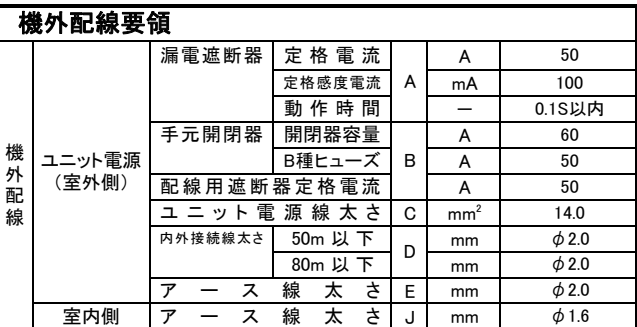 機外配線要領
漏電遮断器 定格電流 A A 50
定格感度電流 mA 100
動作時間 － 0.1S以内
手元開閉器 開閉器容量 B A 60
B種ヒューズ A 50
配線用遮断器定格電流 A 50
ユニット電源線太さ C mm² 14.0
内外接続線太さ 50m 以下 D mm φ2.0
80m 以下 mm φ2.0
アース線太さ E mm φ2.0
機外配線
ユニット電源
(室外側)
室内側 アース線太さ J mm φ1.6